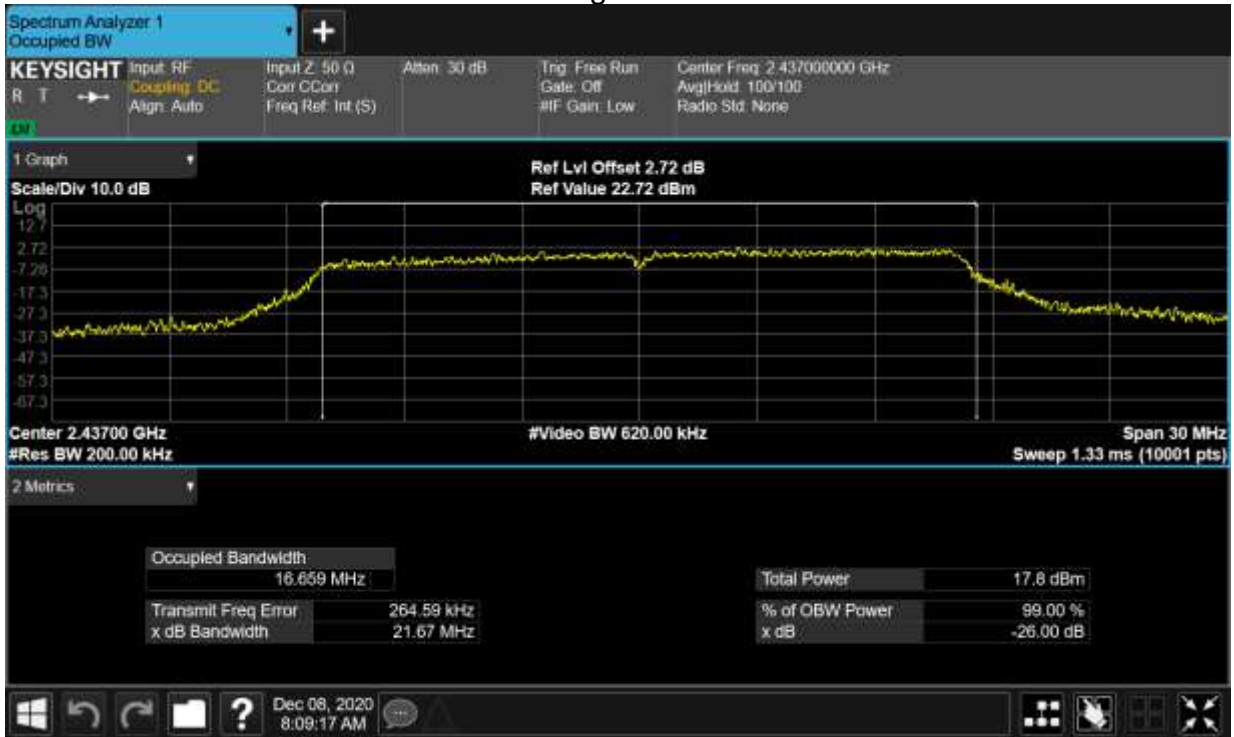 Spectrum Analyzer 1
Occupied BW
+
KEYSIGHT
R T
Input: RF
Coupling: DC
Align: Auto
Input Z: 50 Ω
Corr CCorr
Freq Ref: Int (S)
Atten: 30 dB
Trig: Free Run
Gate: Off
#IF Gain: Low
Center Freq: 2.437000000 GHz
Avg|Hold: 100/100
Radio Std: None
1 Graph
Scale/Div 10.0 dB
Ref Lvl Offset 2.72 dB
Ref Value 22.72 dBm
Log
12.7
2.72
-7.28
-17.3
-27.3
-37.3
-47.3
-57.3
-67.3
Center 2.43700 GHz
#Res BW 200.00 kHz
#Video BW 620.00 kHz
Span 30 MHz
Sweep 1.33 ms (10001 pts)
2 Metrics
Occupied Bandwidth
16.659 MHz
Transmit Freq Error 264.59 kHz
x dB Bandwidth 21.67 MHz
Total Power 17.8 dBm
% of OBW Power 99.00 %
x dB -26.00 dB
?
Dec 08, 2020
8:09:17 AM